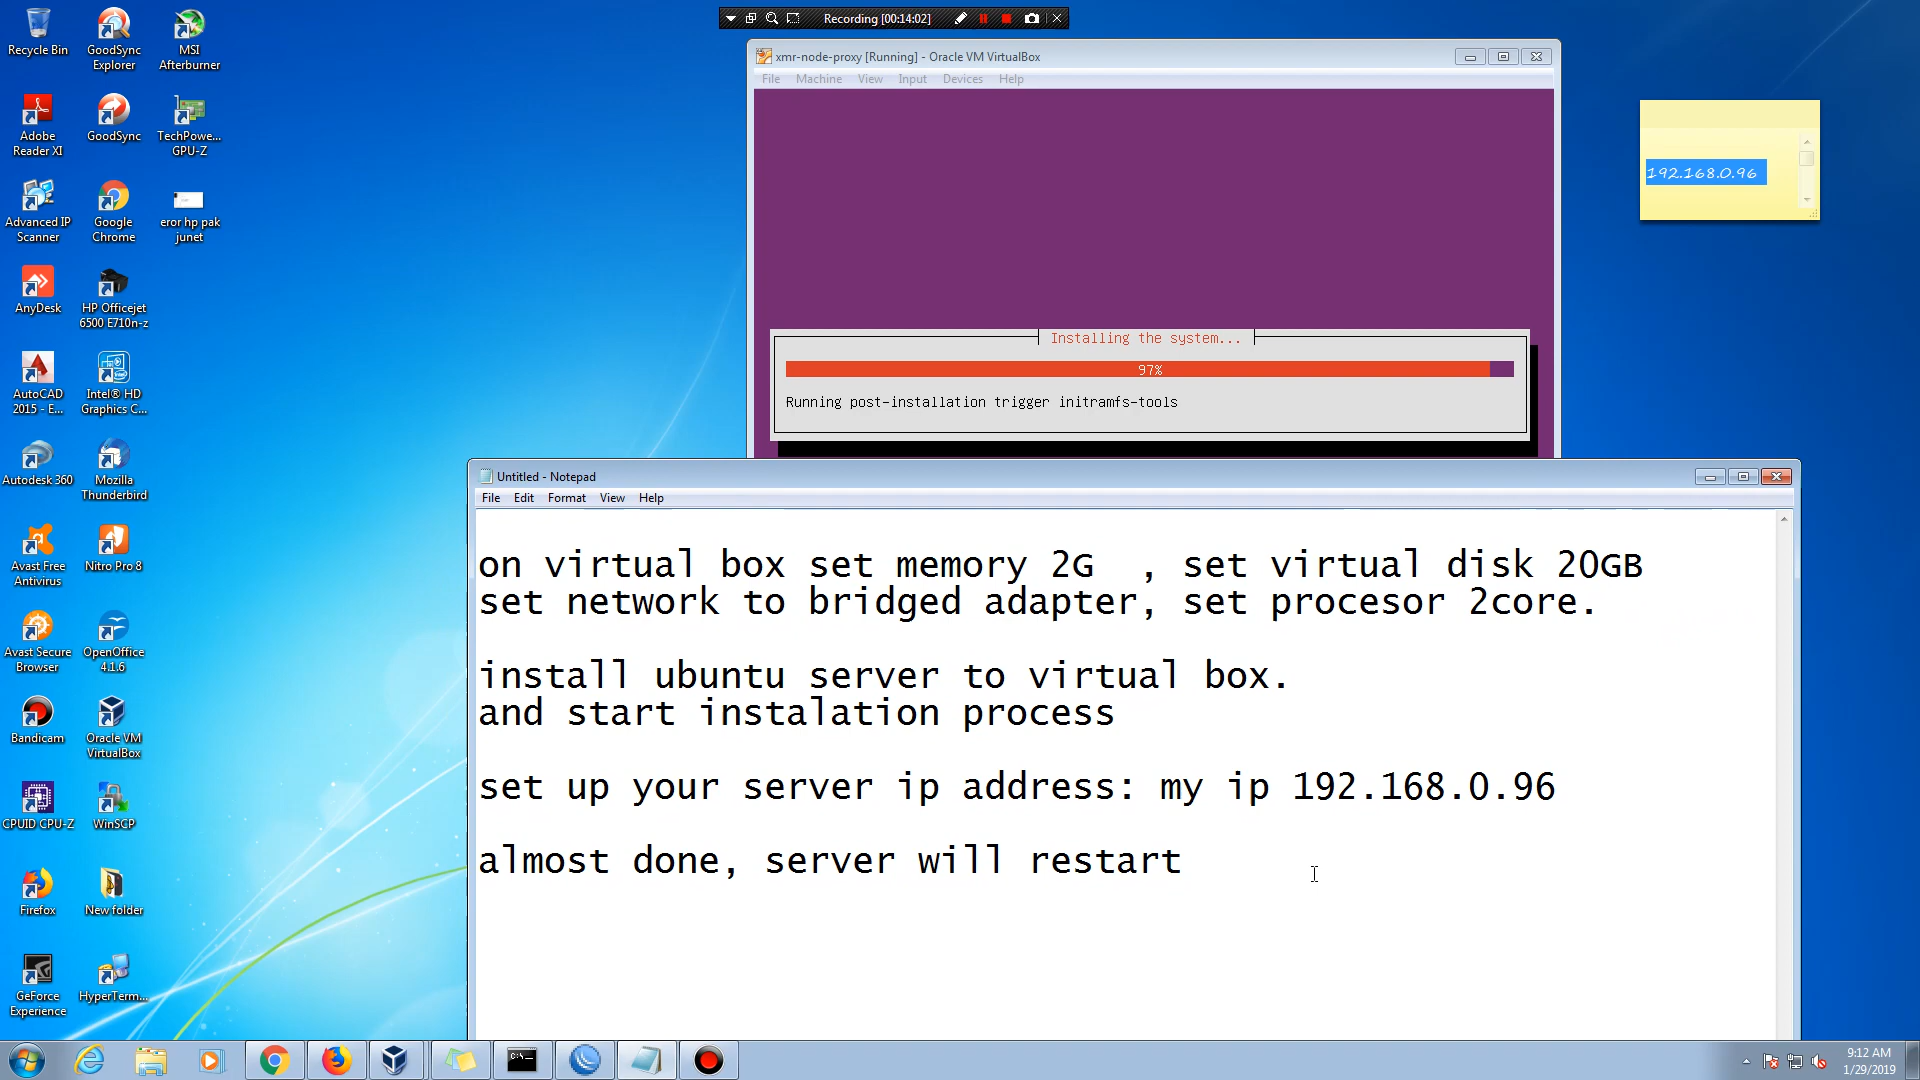 Recording [00:14:02]
Recycle Bin
GoodSync Explorer
MSI Afterburner
Adobe Reader XI
GoodSync
TechPowe... GPU-Z
Advanced IP Scanner
Google Chrome
eror hp pak junet
AnyDesk
HP Officejet 6500 E710n-z
AutoCAD 2015 - E...
Intel® HD Graphics C...
Autodesk 360
Mozilla Thunderbird
Avast Free Antivirus
Nitro Pro 8
Avast Secure Browser
OpenOffice 4.1.6
Bandicam
Oracle VM VirtualBox
CPUID CPU-Z
WinSCP
Firefox
New folder
GeForce Experience
HyperTerm...
xmr-node-proxy [Running] - Oracle VM VirtualBox
File Machine View Input Devices Help
Installing the system...
97%
Running post-installation trigger initramfs-tools
192.168.0.96
Untitled - Notepad
File Edit Format View Help
on virtual box set memory 2G  , set virtual disk 20GB
set network to bridged adapter, set procesor 2core.
install ubuntu server to virtual box.
and start instalation process
set up your server ip address: my ip 192.168.0.96
almost done, server will restart
9:12 AM
1/29/2019